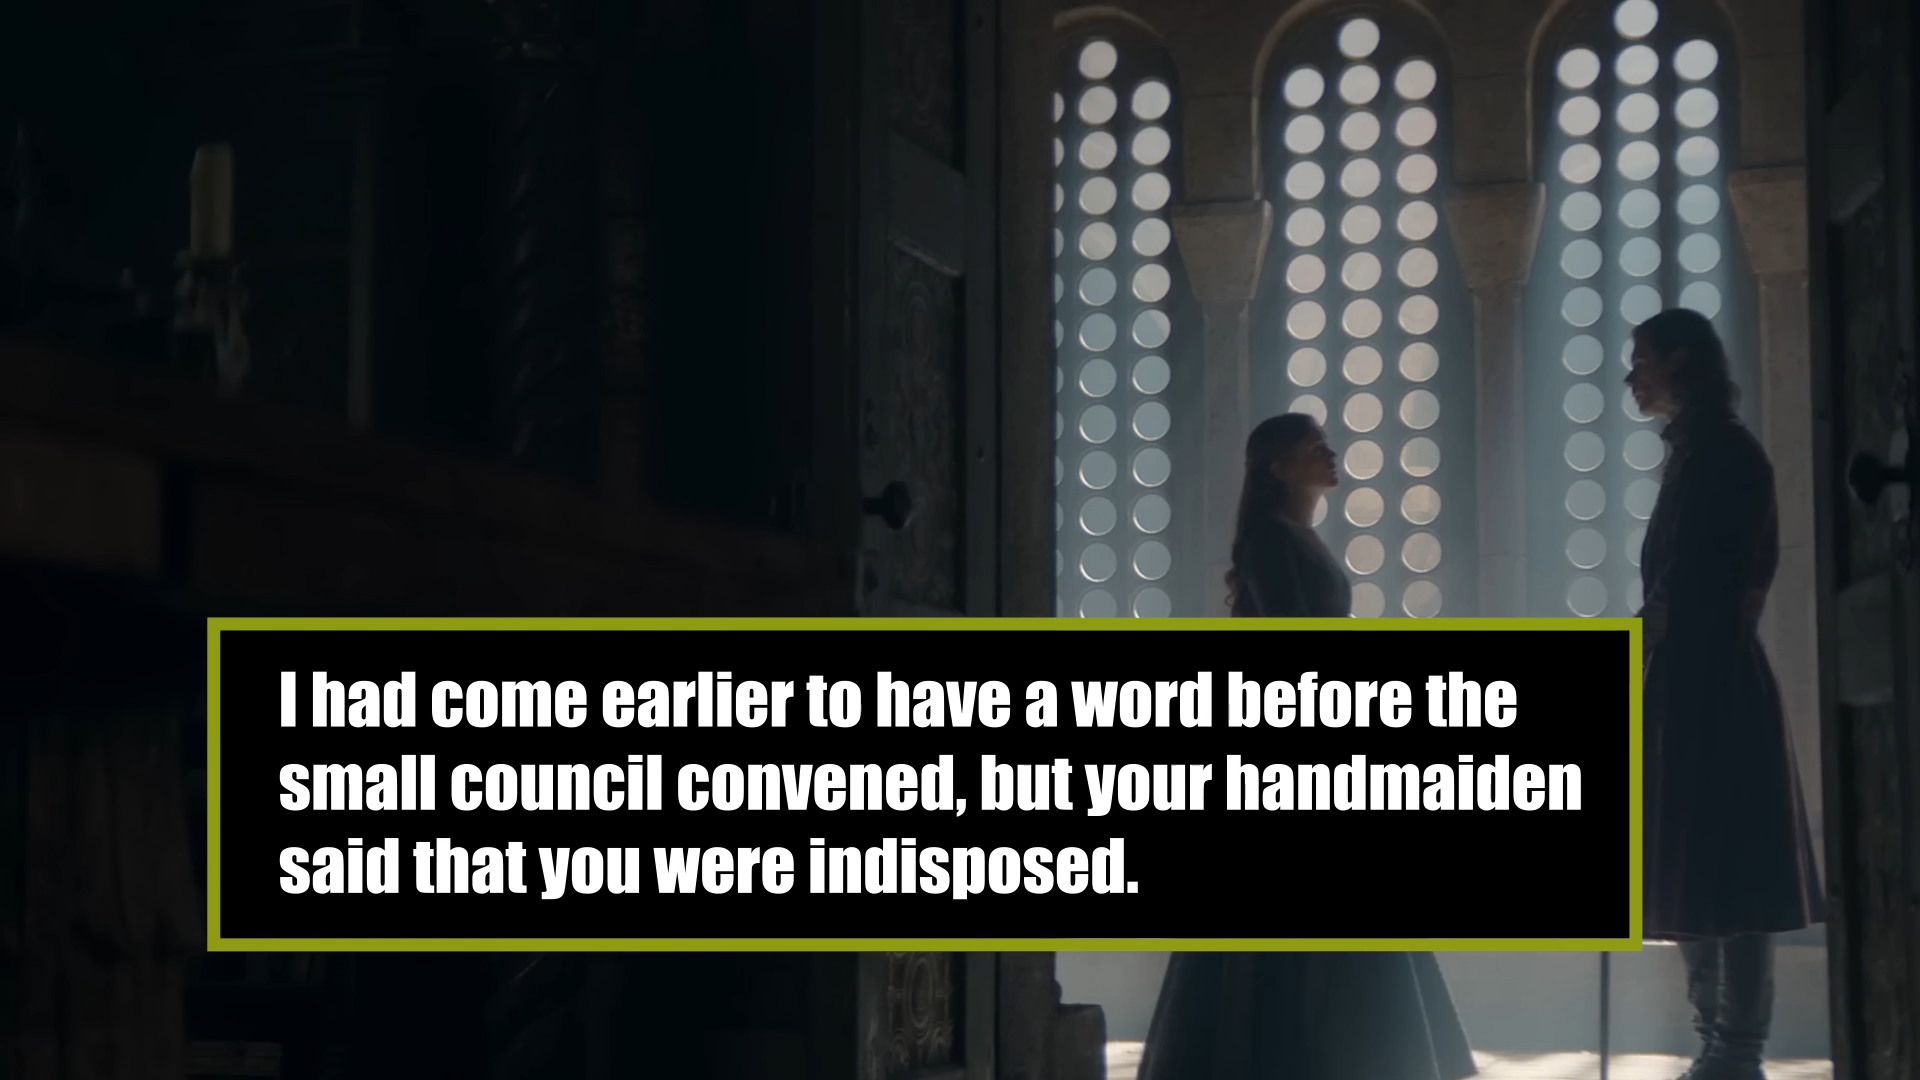 I had come earlier to have a word before the
small council convened, but your handmaiden
said that you were indisposed.